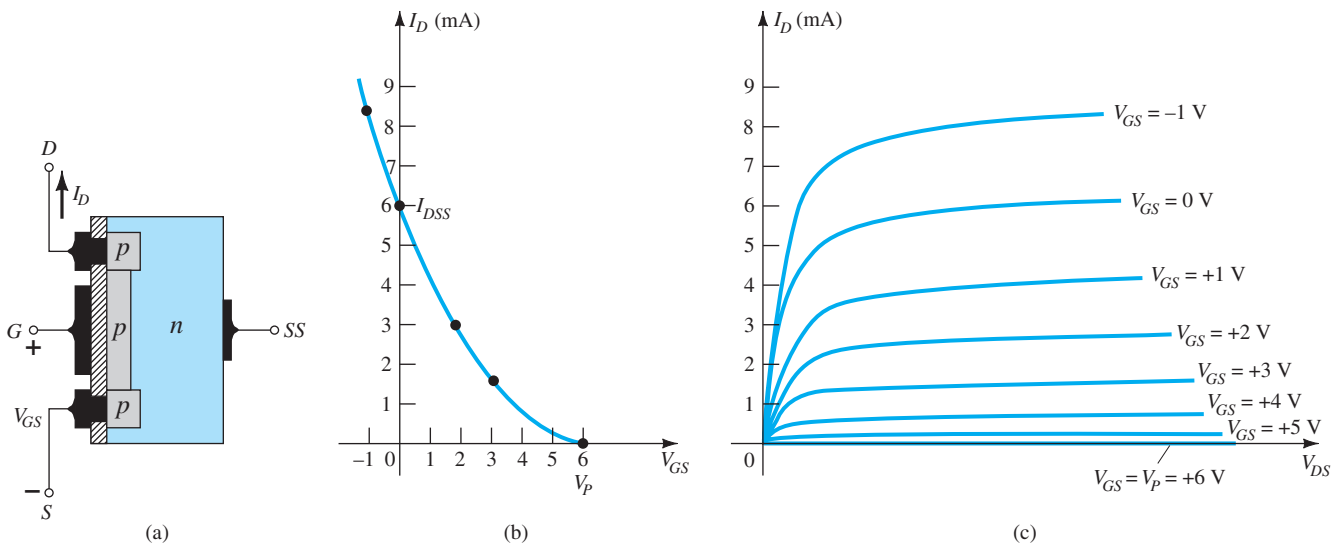 D
I_D
p
p
n
G
+
SS
p
V_GS
−
S
(a)
I_D (mA)
9
8
7
6
I_DSS
5
4
3
2
1
−1 0 1 2 3 4 5 6
V_GS
V_P
(b)
I_D (mA)
9
8
7
6
5
4
3
2
1
0
V_GS = −1 V
V_GS = 0 V
V_GS = +1 V
V_GS = +2 V
V_GS = +3 V
V_GS = +4 V
V_GS = +5 V
V_DS
V_GS = V_P = +6 V
(c)